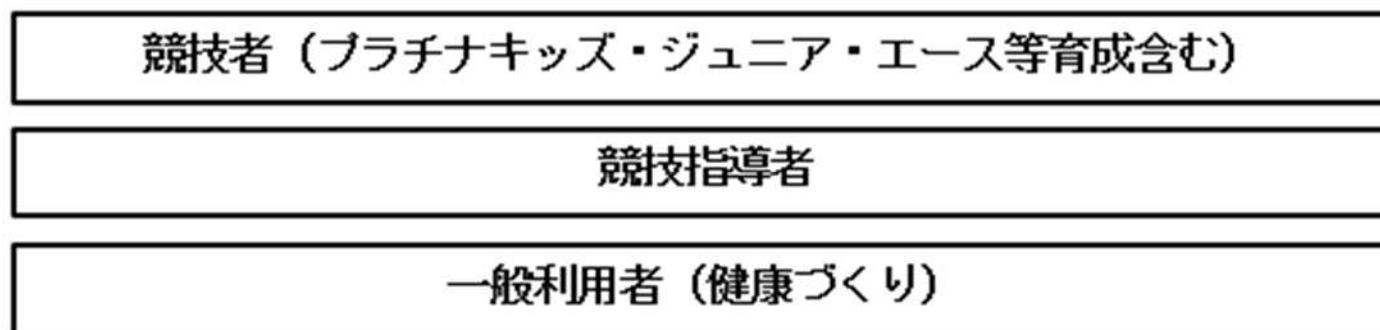 競技者（プラチナキッズ・ジュニア・エース等育成含む）
競技指導者
一般利用者（健康づくり）